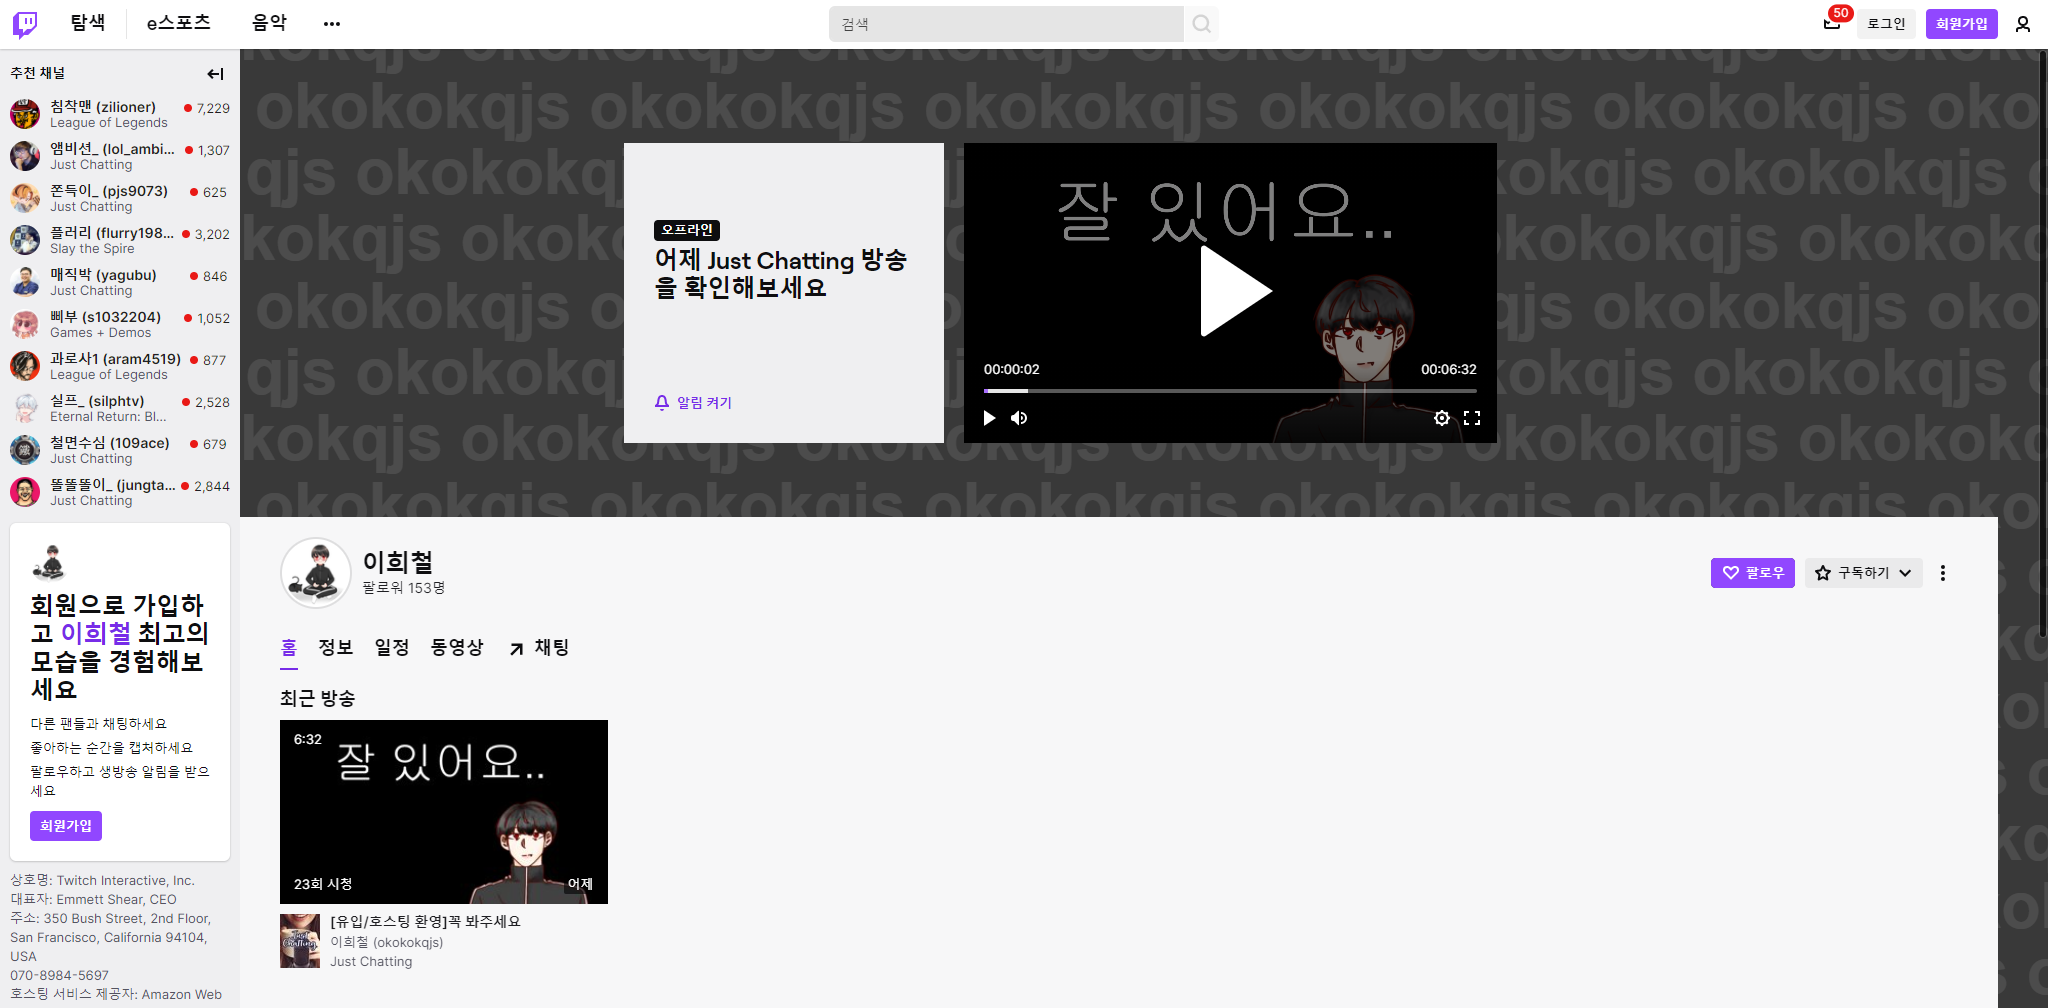 탐색
e스포츠
음악
검색
50
로그인
회원가입
추천 채널
침착맨 (zilioner)
7,229
League of Legends
앰비션_ (lol_ambi...
1,307
Just Chatting
쫀득이_ (pjs9073)
625
Just Chatting
플러리 (flurry198...
3,202
Slay the Spire
매직박 (yagubu)
846
Just Chatting
삐부 (s1032204)
1,052
Games + Demos
과로사1 (aram4519)
877
League of Legends
실프_ (silphtv)
2,528
Eternal Return: Bl...
철면수심 (109ace)
679
Just Chatting
똘똘똘이_ (jungta...
2,844
Just Chatting
회원으로 가입하
고 이희철 최고의
모습을 경험해보
세요
다른 팬들과 채팅하세요
좋아하는 순간을 캡처하세요
팔로우하고 생방송 알림을 받으
세요
회원가입
상호명: Twitch Interactive, Inc.
대표자: Emmett Shear, CEO
주소: 350 Bush Street, 2nd Floor,
San Francisco, California 94104,
USA
070-8984-5697
호스팅 서비스 제공자: Amazon Web
okokokqjs okokokqjs okokokqjs okokokqjs okokokqjs
오프라인
어제 Just Chatting 방송
을 확인해보세요
알림 켜기
잘 있어요..
00:00:02
00:06:32
이희철
팔로워 153명
팔로우
구독하기
홈
정보
일정
동영상
채팅
최근 방송
6:32
잘 있어요..
23회 시청
어제
Just
Chatting
[유입/호스팅 환영]꼭 봐주세요
이희철 (okokokqjs)
Just Chatting